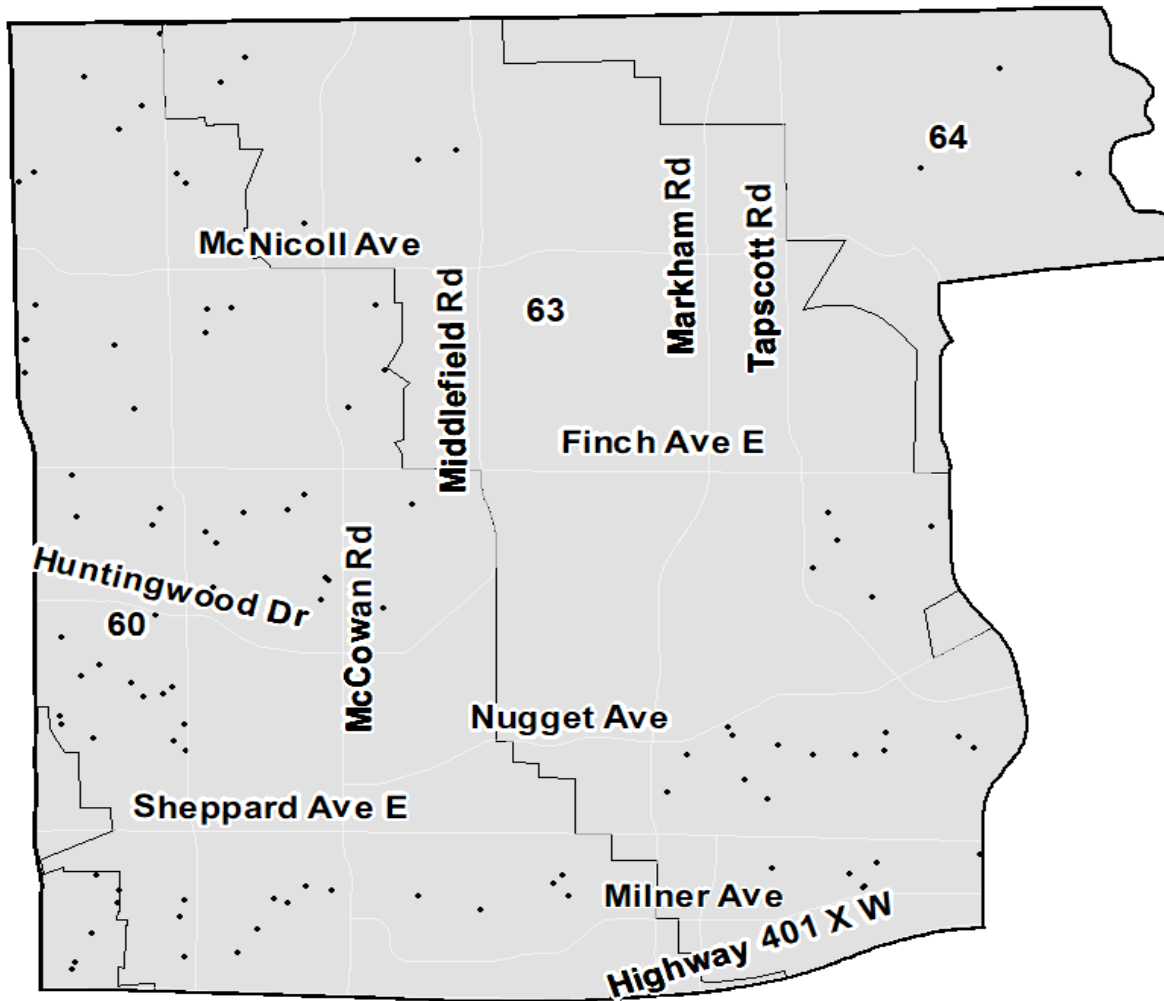 64
Markham Rd
Tapscott Rd
McNicoll Ave
Middlefield Rd
63
Finch Ave E
Huntingwood Dr
McCowan Rd
60
Nugget Ave
Sheppard Ave E
Milner Ave
Highway 401 X W